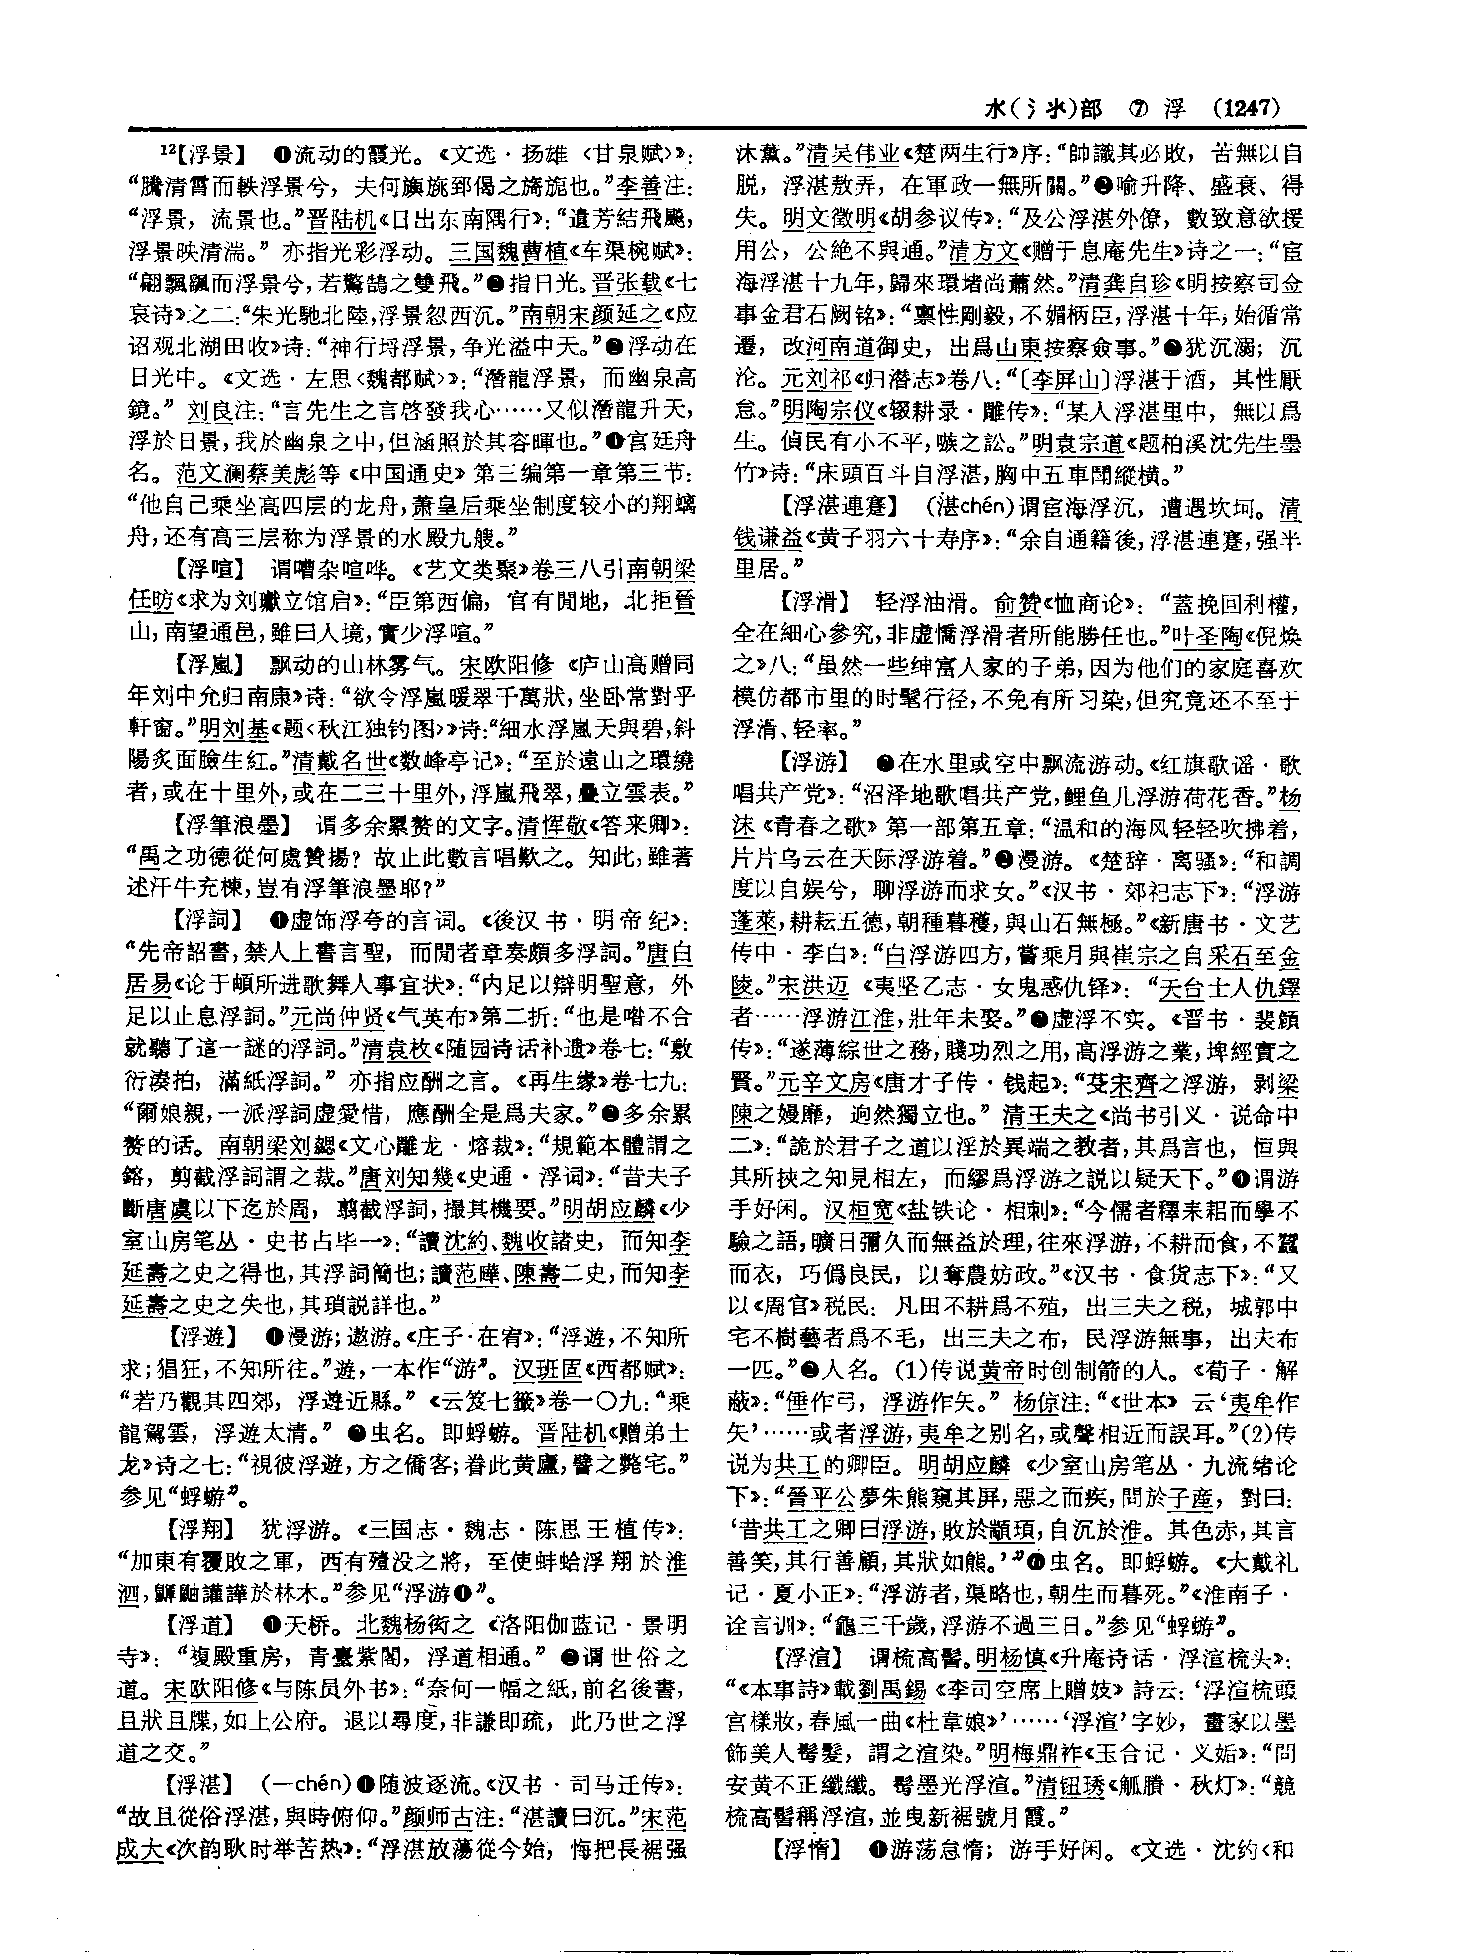 水(氵氺)部 ⑦ 浮 (1247)
¹²【浮景】 ❶流动的霞光。《文选·扬雄〈甘泉赋〉》：
“騰清霄而軼浮景兮，夫何旟旐郅偈之旖旎也。”李善注：
“浮景，流景也。”晋陆机《日出东南隅行》：“遺芳結飛飈，
浮景映清湍。” 亦指光彩浮动。三国魏曹植《车渠椀赋》：
“翩飄飖而浮景兮，若驚鵠之雙飛。”❷指日光。晋张载《七
哀诗》之二：“朱光馳北陸，浮景忽西沉。”南朝宋颜延之《应
诏观北湖田收》诗：“神行埒浮景，争光溢中天。”❸浮动在
日光中。《文选·左思〈魏都赋〉》：“潛龍浮景，而幽泉高
鏡。” 刘良注：“言先生之言啓發我心……又似潛龍升天，
浮於日景，我於幽泉之中，但涵照於其容暉也。”❹宫廷舟
名。范文澜蔡美彪等《中国通史》第三编第一章第三节：
“他自己乘坐高四层的龙舟，萧皇后乘坐制度较小的翔螭
舟，还有高三层称为浮景的水殿九艘。”
【浮喧】 谓嘈杂喧哗。《艺文类聚》卷三八引南朝梁
任昉《求为刘瓛立馆启》：“臣第西偏，官有閒地，北拒晉
山，南望通邑，雖曰人境，實少浮喧。”
【浮嵐】 飘动的山林雾气。宋欧阳修《庐山高赠同
年刘中允归南康》诗：“欲令浮嵐暖翠千萬狀，坐卧常對乎
軒窗。”明刘基《题〈秋江独钓图〉》诗：“細水浮嵐天與碧，斜
陽炙面臉生紅。”清戴名世《数峰亭记》：“至於遠山之環繞
者，或在十里外，或在二三十里外，浮嵐飛翠，疊立雲表。”
【浮筆浪墨】 谓多余累赘的文字。清恽敬《答来卿》：
“禹之功德從何處贊揚？故止此數言唱歎之。知此，雖著
述汗牛充棟，豈有浮筆浪墨耶？”
【浮詞】 ❶虚饰浮夸的言词。《後汉书·明帝纪》：
“先帝詔書，禁人上書言聖，而閒者章奏頗多浮詞。”唐白
居易《论于頔所进歌舞人事宜状》：“内足以辯明聖意，外
足以止息浮詞。”元尚仲贤《气英布》第二折：“也是喒不合
就聽了這一謎的浮詞。”清袁枚《随园诗话补遗》卷七：“敷
衍湊拍，滿紙浮詞。” 亦指应酬之言。《再生缘》卷七九：
“爾娘親，一派浮詞虚愛惜，應酬全是爲夫家。”❷多余累
赘的话。南朝梁刘勰《文心雕龙·熔裁》：“規範本體謂之
鎔，剪截浮詞謂之裁。”唐刘知幾《史通·浮词》：“昔夫子
斷唐虞以下迄於周，翦截浮詞，撮其機要。”明胡应麟《少
室山房笔丛·史书占毕一》：“讀沈約、魏收諸史，而知李
延壽之史之得也，其浮詞簡也；讀范曄、陳壽二史，而知李
延壽之史之失也，其瑣説詳也。”
【浮遊】 ❶漫游；遨游。《庄子·在宥》：“浮遊，不知所
求；猖狂，不知所往。”遊，一本作“游”。汉班固《西都赋》：
“若乃觀其四郊，浮遊近縣。”《云笈七籤》卷一〇九：“乘
龍駕雲，浮遊太清。” ❷虫名。即蜉蝣。晋陆机《赠弟士
龙》诗之七：“視彼浮遊，方之僑客；眷此黄廬，譬之斃宅。”
参见“蜉蝣”。
【浮翔】 犹浮游。《三国志·魏志·陈思王植传》：
“加東有覆敗之軍，西有殪没之將，至使蚌蛤浮翔於淮
泗，鼲鼬讙譁於林木。”参见“浮游❶”。
【浮道】 ❶天桥。北魏杨衒之《洛阳伽蓝记·景明
寺》：“複殿重房，青臺紫閣，浮道相通。” ❷谓世俗之
道。宋欧阳修《与陈员外书》：“奈何一幅之紙，前名後書，
且狀且牒，如上公府。退以尋度，非謙即疏，此乃世之浮
道之交。”
【浮湛】 (—chén)❶随波逐流。《汉书·司马迁传》：
“故且從俗浮湛，與時俯仰。”颜师古注：“湛讀曰沉。”宋范
成大《次韵耿时举苦热》：“浮湛放蕩從今始，悔把長裾强
沐薰。”清吴伟业《楚两生行》序：“帥識其必敗，苦無以自
脱，浮湛敖弄，在軍政一無所關。”❷喻升降、盛衰、得
失。明文徵明《胡参议传》：“及公浮湛外僚，數致意欲援
用公，公絶不與通。”清方文《赠于息庵先生》诗之一：“宦
海浮湛十九年，歸來環堵尚蕭然。”清龚自珍《明按察司佥
事金君石阙铭》：“禀性剛毅，不媚柄臣，浮湛十年，始循常
遷，改河南道御史，出爲山東按察僉事。”❸犹沉溺；沉
沦。元刘祁《归潜志》卷八：“〔李屏山〕浮湛于酒，其性厭
怠。”明陶宗仪《辍耕录·雕传》：“某人浮湛里中，無以爲
生。偵民有小不平，嗾之訟。”明袁宗道《题柏溪沈先生墨
竹》诗：“床頭百斗自浮湛，胸中五車鬪縱横。”
【浮湛連蹇】 (湛chén)谓宦海浮沉，遭遇坎坷。清
钱谦益《黄子羽六十寿序》：“余自通籍後，浮湛連蹇，强半
里居。”
【浮滑】 轻浮油滑。俞赞《恤商论》：“蓋挽回利權，
全在細心參究，非虚憍浮滑者所能勝任也。”叶圣陶《倪焕
之》八：“虽然一些绅富人家的子弟，因为他们的家庭喜欢
模仿都市里的时髦行径，不免有所习染，但究竟还不至于
浮滑、轻率。”
【浮游】 ❶在水里或空中飘流游动。《红旗歌谣·歌
唱共产党》：“沼泽地歌唱共产党，鲤鱼儿浮游荷花香。”杨
沫《青春之歌》第一部第五章：“温和的海风轻轻吹拂着，
片片乌云在天际浮游着。”❷漫游。《楚辞·离骚》：“和調
度以自娱兮，聊浮游而求女。”《汉书·郊祀志下》：“浮游
蓬萊，耕耘五德，朝種暮穫，與山石無極。”《新唐书·文艺
传中·李白》：“白浮游四方，嘗乘月與崔宗之自采石至金
陵。”宋洪迈《夷坚乙志·女鬼惑仇铎》：“天台士人仇鐸
者……浮游江淮，壯年未娶。”❸虚浮不实。《晋书·裴頠
传》：“遂薄綜世之務，賤功烈之用，高浮游之業，埤經實之
賢。”元辛文房《唐才子传·钱起》：“芟宋齊之浮游，剥梁
陳之嫚靡，迥然獨立也。” 清王夫之《尚书引义·说命中
二》：“詭於君子之道以淫於異端之教者，其爲言也，恒與
其所挾之知見相左，而繆爲浮游之説以疑天下。”❹谓游
手好闲。汉桓宽《盐铁论·相刺》：“今儒者釋耒耜而學不
驗之語，曠日彌久而無益於理，往來浮游，不耕而食，不蠶
而衣，巧僞良民，以奪農妨政。”《汉书·食货志下》：“又
以《周官》税民：凡田不耕爲不殖，出三夫之税，城郭中
宅不樹藝者爲不毛，出三夫之布，民浮游無事，出夫布
一匹。”❺人名。(1)传说黄帝时创制箭的人。《荀子·解
蔽》：“倕作弓，浮游作矢。” 杨倞注：“《世本》云‘夷牟作
矢’……或者浮游，夷牟之别名，或聲相近而誤耳。”(2)传
说为共工的卿臣。明胡应麟《少室山房笔丛·九流绪论
下》：“晉平公夢朱熊窺其屏，惡之而疾，問於子産，對曰：
‘昔共工之卿曰浮游，敗於顓頊，自沉於淮。其色赤，其言
善笑，其行善顧，其狀如熊。’”❻虫名。即蜉蝣。《大戴礼
记·夏小正》：“浮游者，渠略也，朝生而暮死。”《淮南子·
诠言训》：“龜三千歲，浮游不過三日。”参见“蜉蝣”。
【浮渲】 谓梳高髻。明杨慎《升庵诗话·浮渲梳头》：
“《本事詩》載劉禹錫《李司空席上贈妓》詩云：‘浮渲梳頭
宫樣妝，春風一曲《杜韋娘》’……‘浮渲’字妙，畫家以墨
飾美人鬢髮，謂之渲染。”明梅鼎祚《玉合记·义姤》：“問
安黄不正纖纖。鬢墨光浮渲。”清钮琇《觚賸·秋灯》：“競
梳高髻稱浮渲，並曳新裾號月霞。”
【浮惰】 ❶游荡怠惰；游手好闲。《文选·沈约〈和